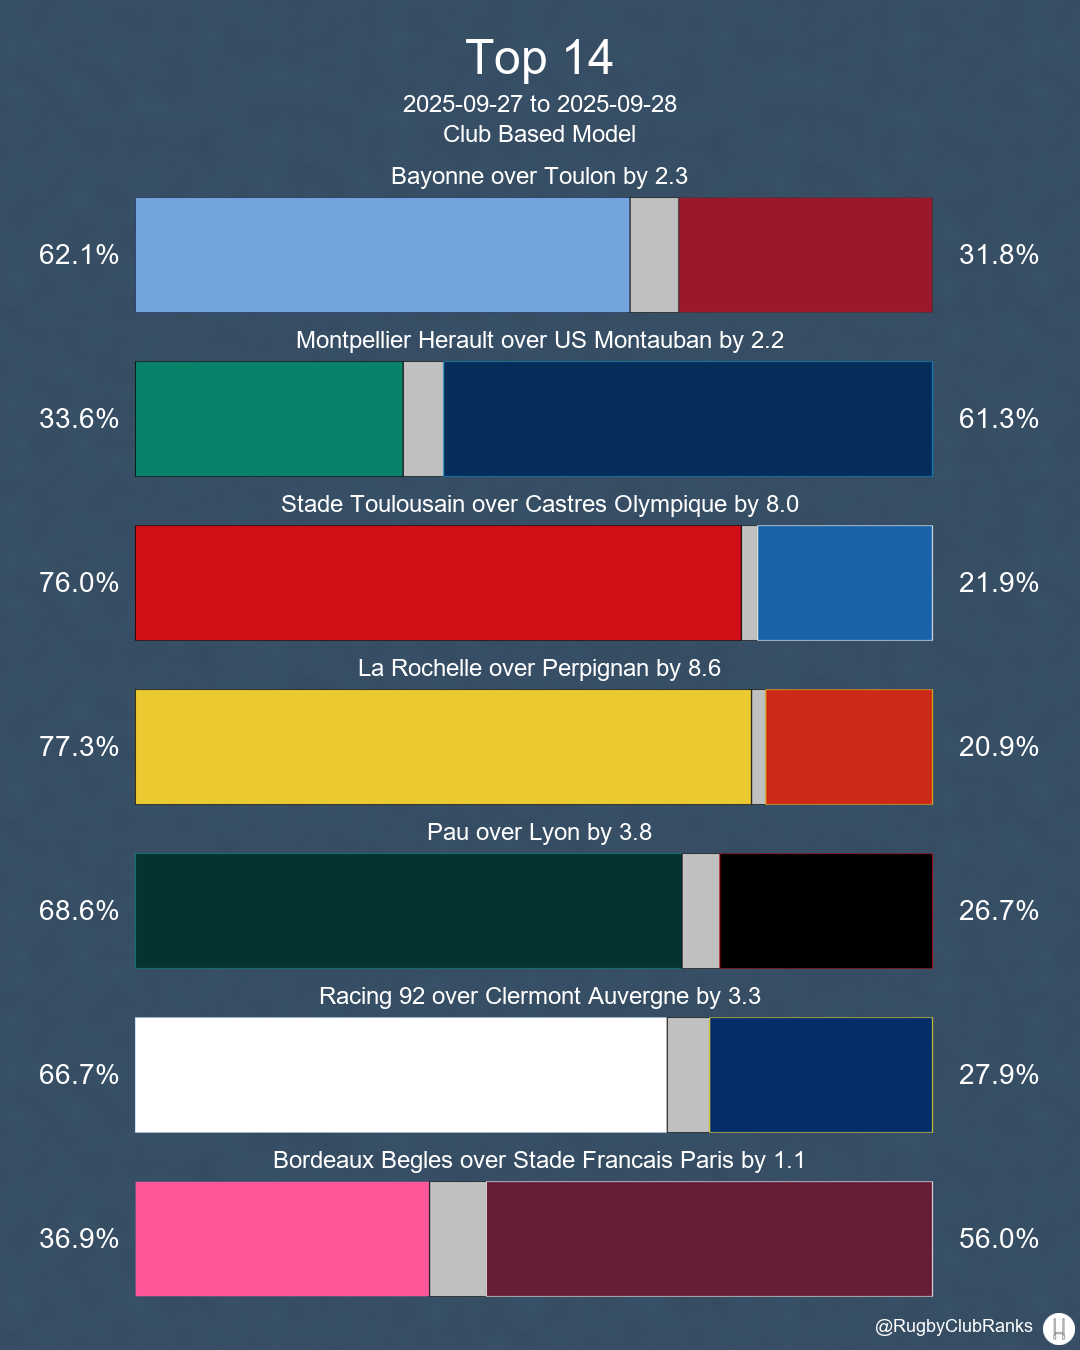 Top 14
2025-09-27 to 2025-09-28
Club Based Model
Bayonne over Toulon by 2.3
62.1% 31.8%
Montpellier Herault over US Montauban by 2.2
33.6% 61.3%
Stade Toulousain over Castres Olympique by 8.0
76.0% 21.9%
La Rochelle over Perpignan by 8.6
77.3% 20.9%
Pau over Lyon by 3.8
68.6% 26.7%
Racing 92 over Clermont Auvergne by 3.3
66.7% 27.9%
Bordeaux Begles over Stade Francais Paris by 1.1
36.9% 56.0%
@RugbyClubRanks